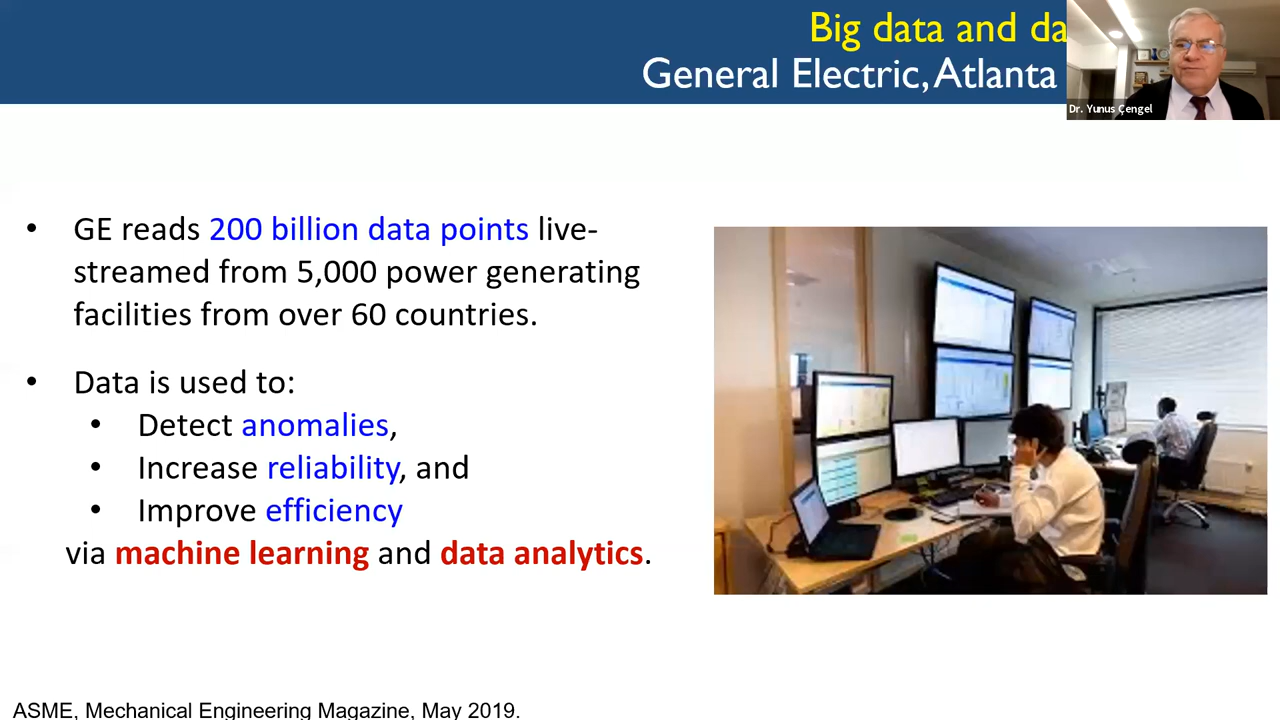 Big data and
General Electric, Atlanta
Dr. Yunus Çengel
• GE reads 200 billion data points live-
streamed from 5,000 power generating
facilities from over 60 countries.
• Data is used to:
• Detect anomalies,
• Increase reliability, and
• Improve efficiency
via machine learning and data analytics.
ASME, Mechanical Engineering Magazine, May 2019.